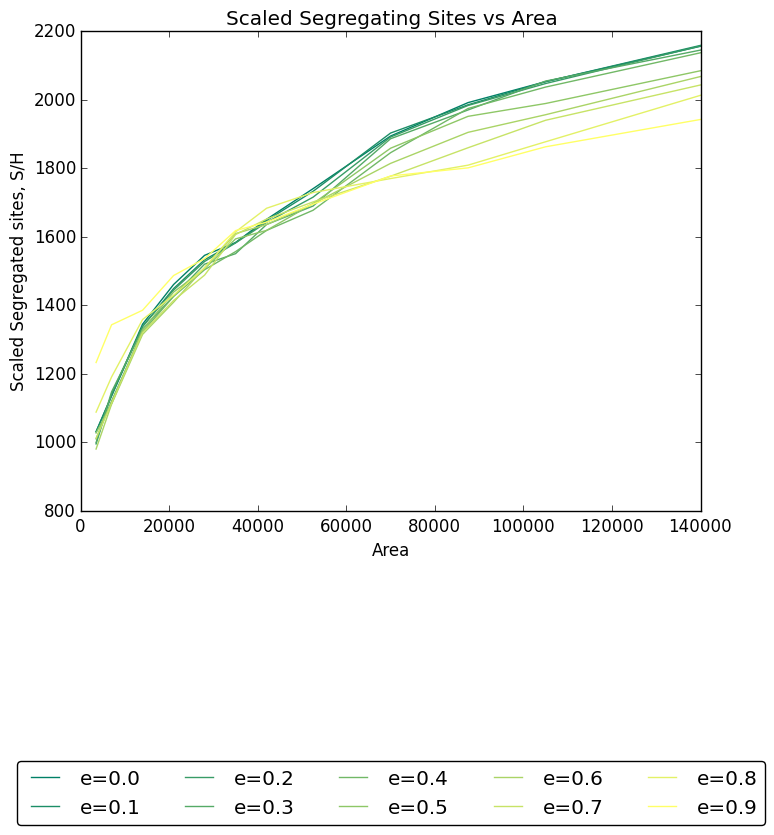 Scaled Segregating Sites vs Area
2200
2000
1800
1600
1400
1200
1000
800
Scaled Segregated sites, S/H
0 20000 40000 60000 80000 100000 120000 140000
Area
e=0.0 e=0.2 e=0.4 e=0.6 e=0.8
e=0.1 e=0.3 e=0.5 e=0.7 e=0.9